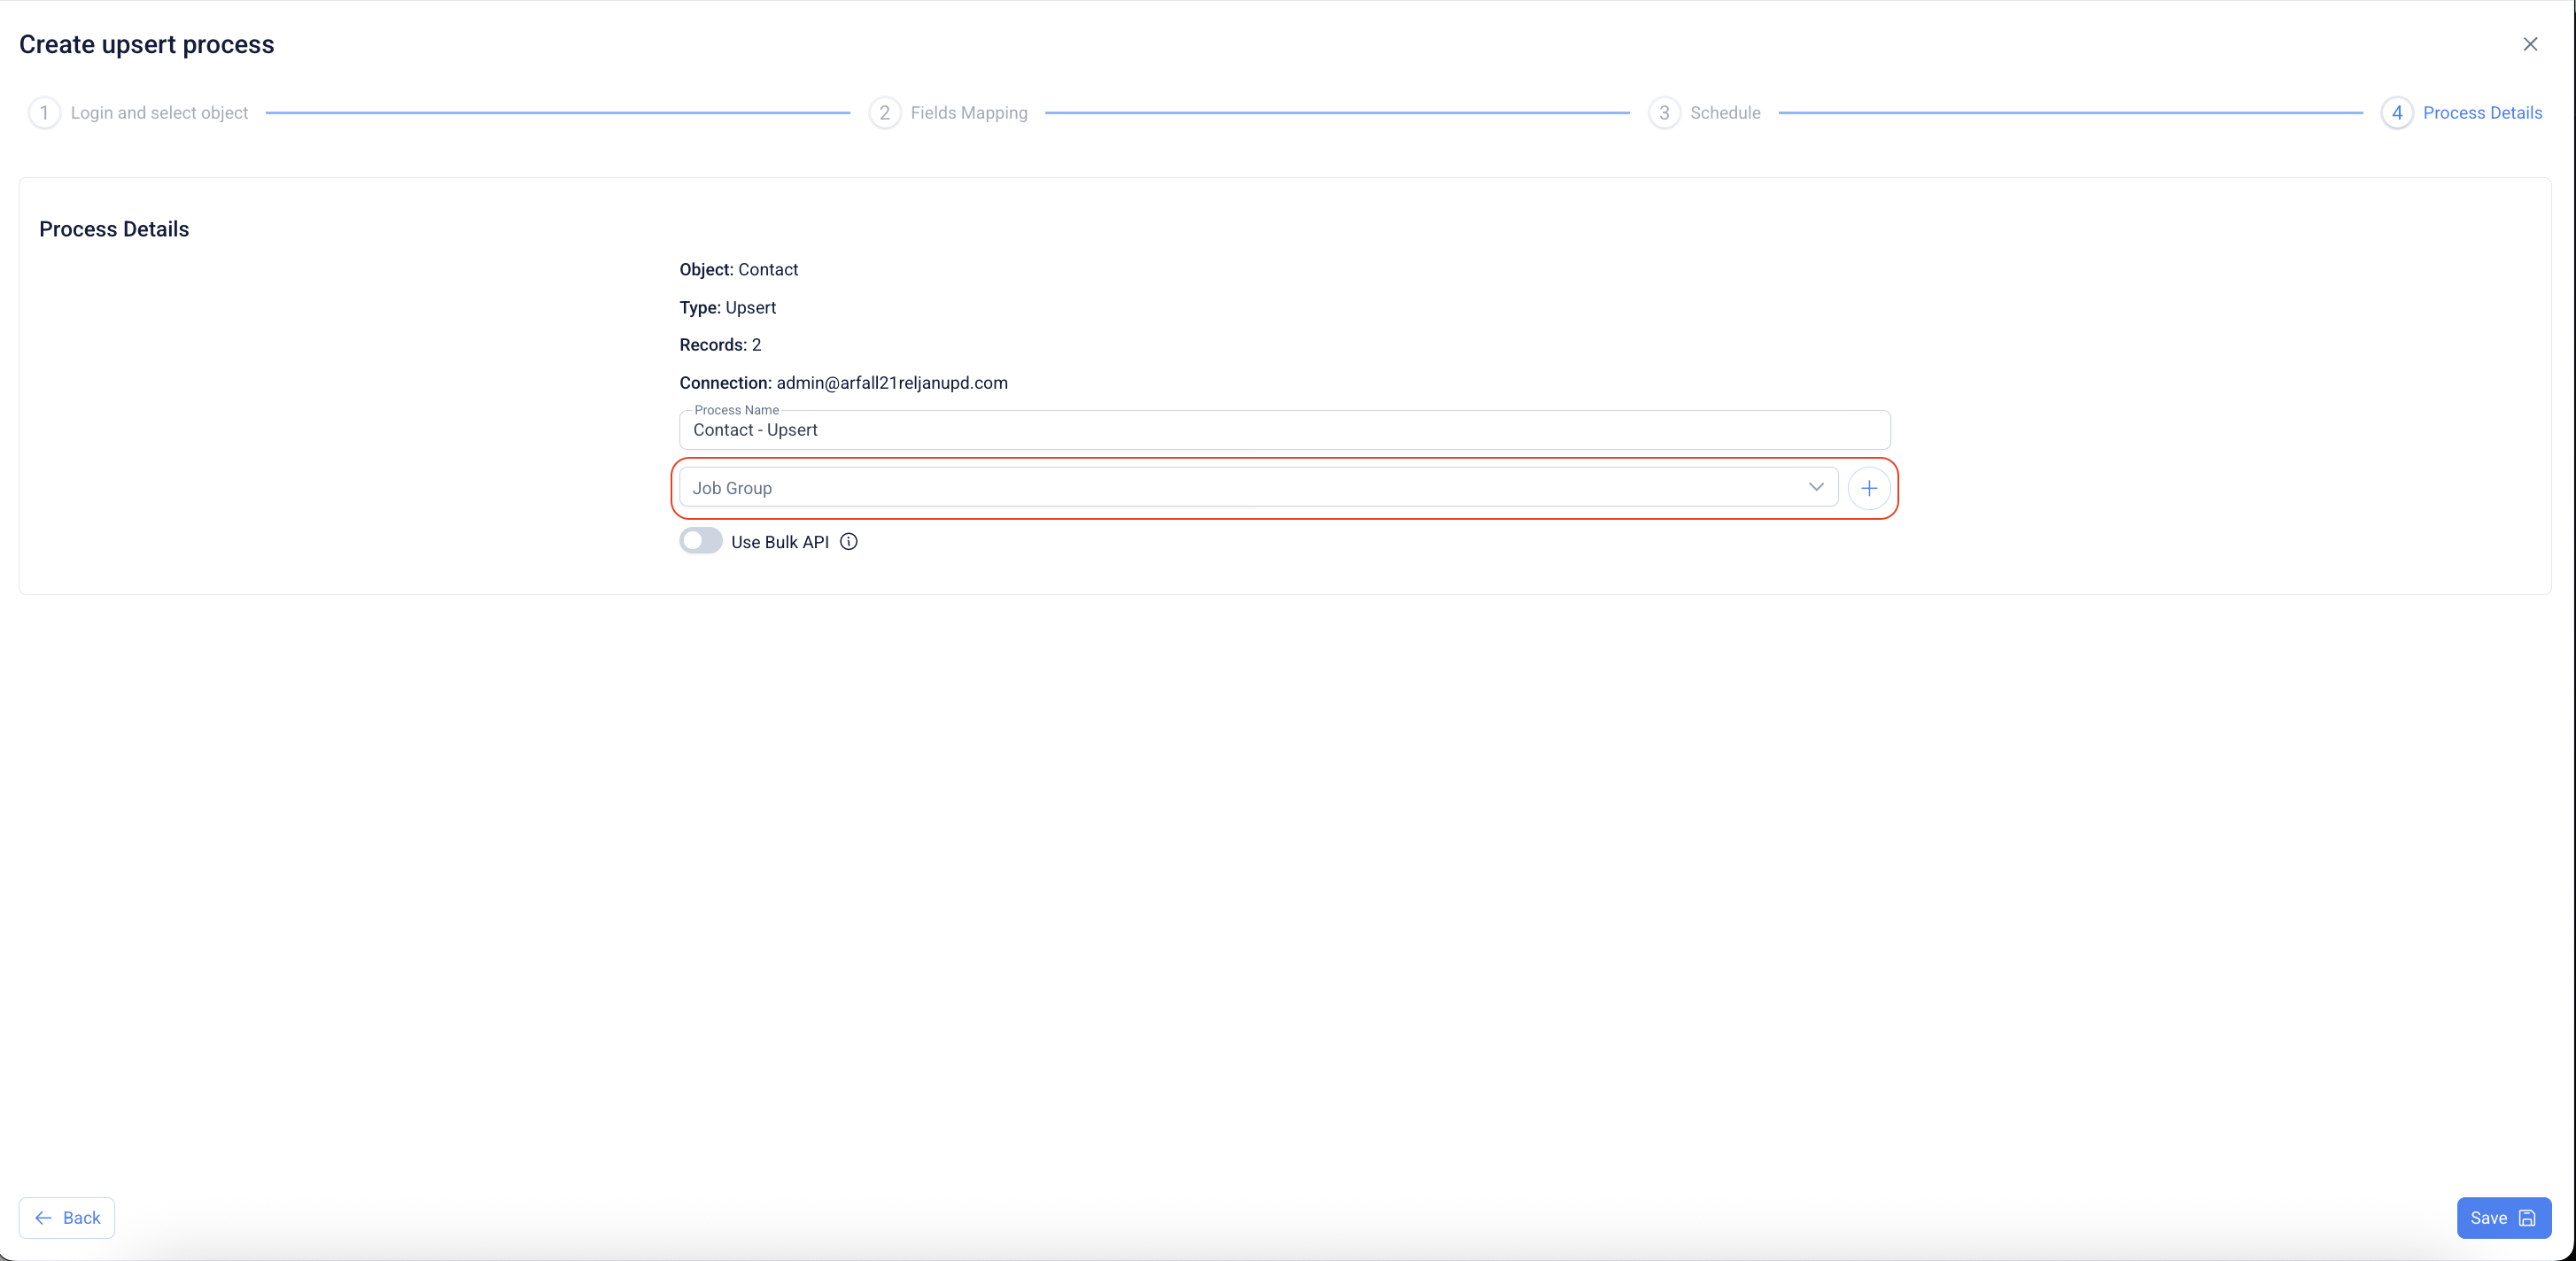 Create upsert process
1 Login and select object 2 Fields Mapping 3 Schedule 4 Process Details
Process Details
Object: Contact
Type: Upsert
Records: 2
Connection: admin@arfall21reljanupd.com
Process Name
Contact - Upsert
Job Group
Use Bulk API
Back
Save